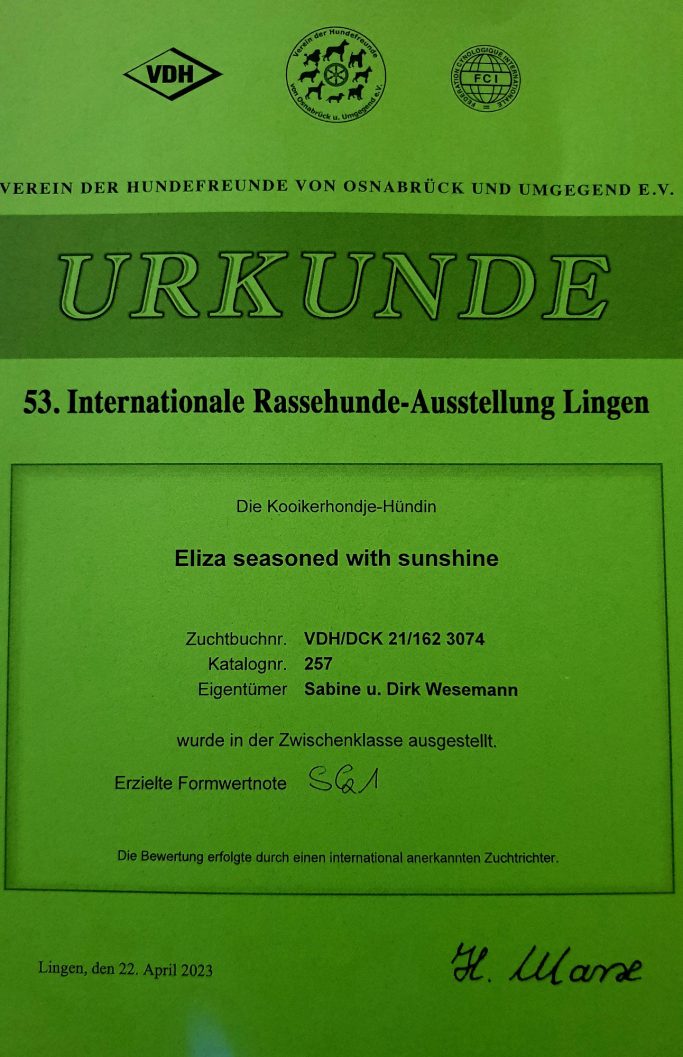 VDH
Verein der Hundefreunde
von Osnabrück u. Umgegend e.V.
FEDERATION CYNOLOGIQUE INTERNATIONALE
FCI
VEREIN DER HUNDEFREUNDE VON OSNABRÜCK UND UMGEGEND E.V.
URKUNDE
53. Internationale Rassehunde-Ausstellung Lingen
Die Kooikerhondje-Hündin
Eliza seasoned with sunshine
Zuchtbuchnr. VDH/DCK 21/162 3074
Katalognr. 257
Eigentümer Sabine u. Dirk Wesemann
wurde in der Zwischenklasse ausgestellt.
Erzielte Formwertnote SG1
Die Bewertung erfolgte durch einen international anerkannten Zuchtrichter.
Lingen, den 22. April 2023
H.